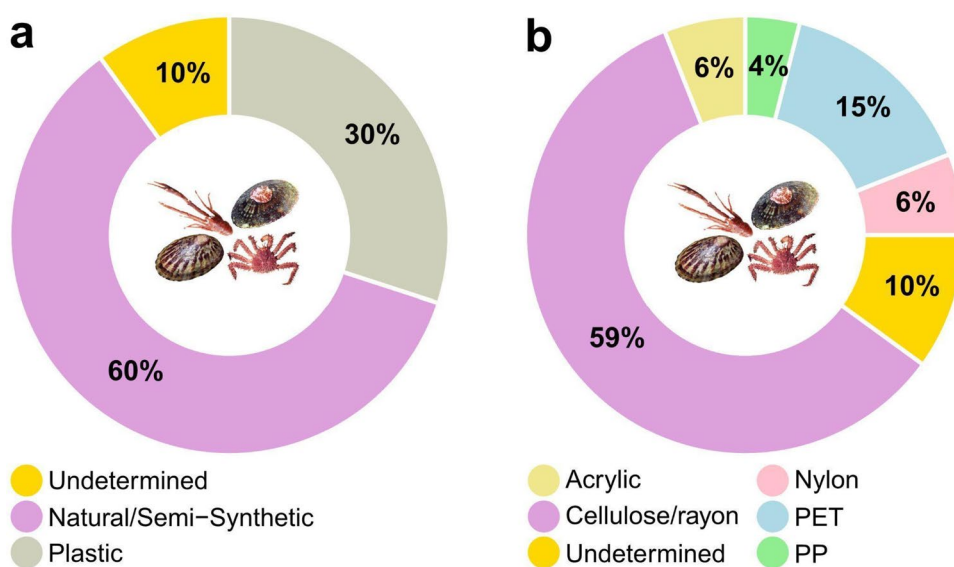 a
10%
30%
60%
Undetermined
Natural/Semi−Synthetic
Plastic
b
6%
4%
15%
6%
10%
59%
Acrylic
Cellulose/rayon
Undetermined
Nylon
PET
PP